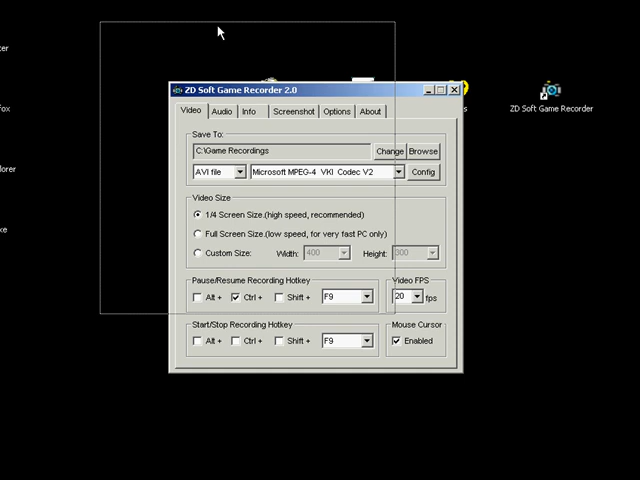 ter
fox
lorer
ke
s
ZD Soft Game Recorder
ZD Soft Game Recorder 2.0
Video Audio Info Screenshot Options About
Save To:
C:\Game Recordings Change Browse
AVI file Microsoft MPEG-4 VKI Codec V2 Config
Video Size
1/4 Screen Size.(high speed, recommended)
Full Screen Size.(low speed, for very fast PC only)
Custom Size: Width: 400 Height: 300
Pause/Resume Recording Hotkey Video FPS
Alt + Ctrl + Shift + F9 20 fps
Start/Stop Recording Hotkey Mouse Cursor
Alt + Ctrl + Shift + F9 Enabled